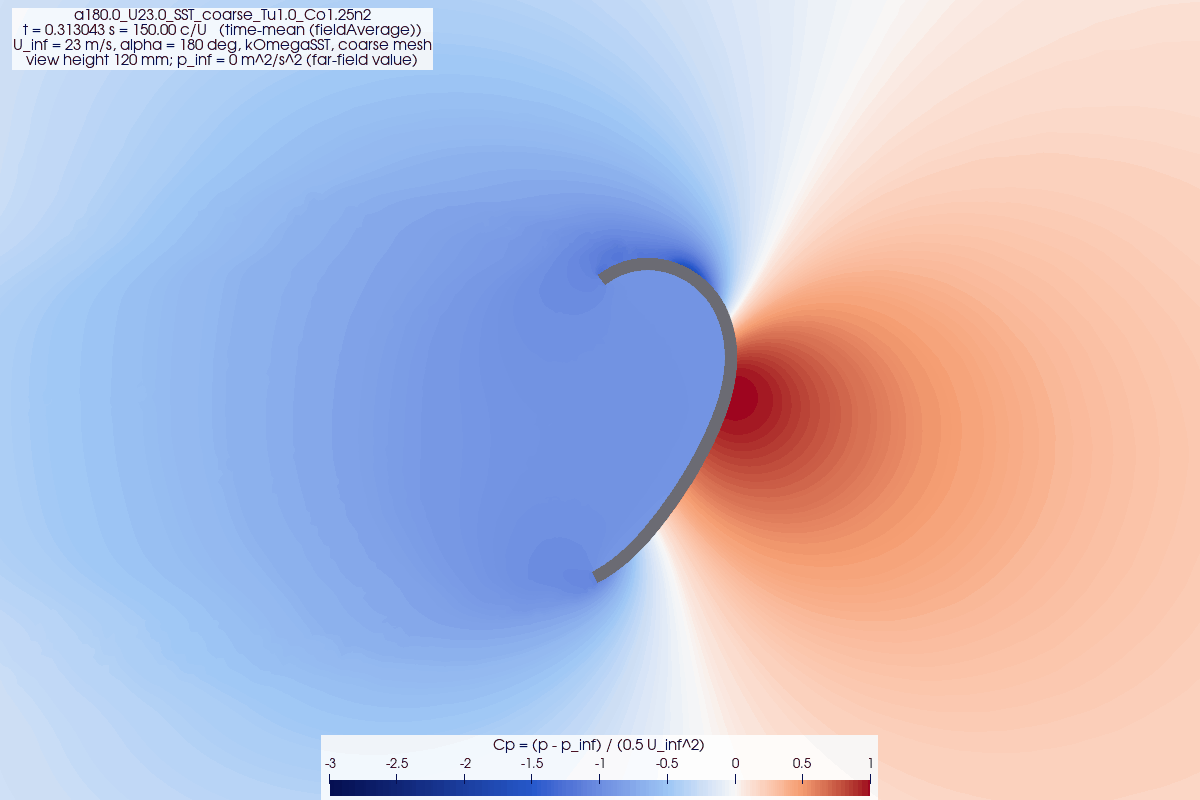 a180.0_U23.0_SST_coarse_Tu1.0_Co1.25n2
t = 0.313043 s = 150.00 c/U (time-mean (fieldAverage))
U_inf = 23 m/s, alpha = 180 deg, kOmegaSST, coarse mesh
view height 120 mm; p_inf = 0 m^2/s^2 (far-field value)
Cp = (p - p_inf) / (0.5 U_inf^2)
-3 -2.5 -2 -1.5 -1 -0.5 0 0.5 1